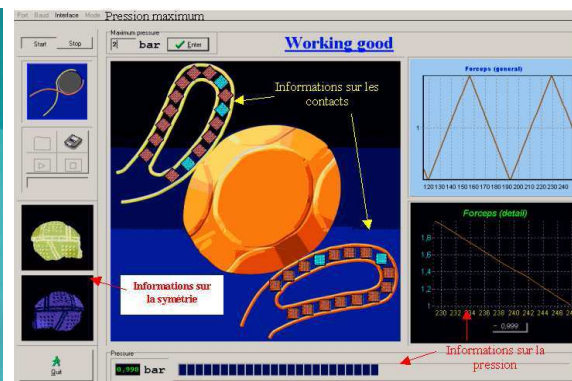 Port Baud Interface Mode
Pression maximum
Start Stop
Maximum pressure
bar Enter
Working good
Informations sur les
contacts
Forceps (general)
1
120 130 140 150 160 170 180 190 200 210 220 230 240
Forceps (detail)
1,8
1,6
1,4
1,2
1
230 232 234 236 238 240 242 244 246
0,999
Informations sur
la symétrie
Informations sur la
pression
Pressure
0,998 bar
Quit